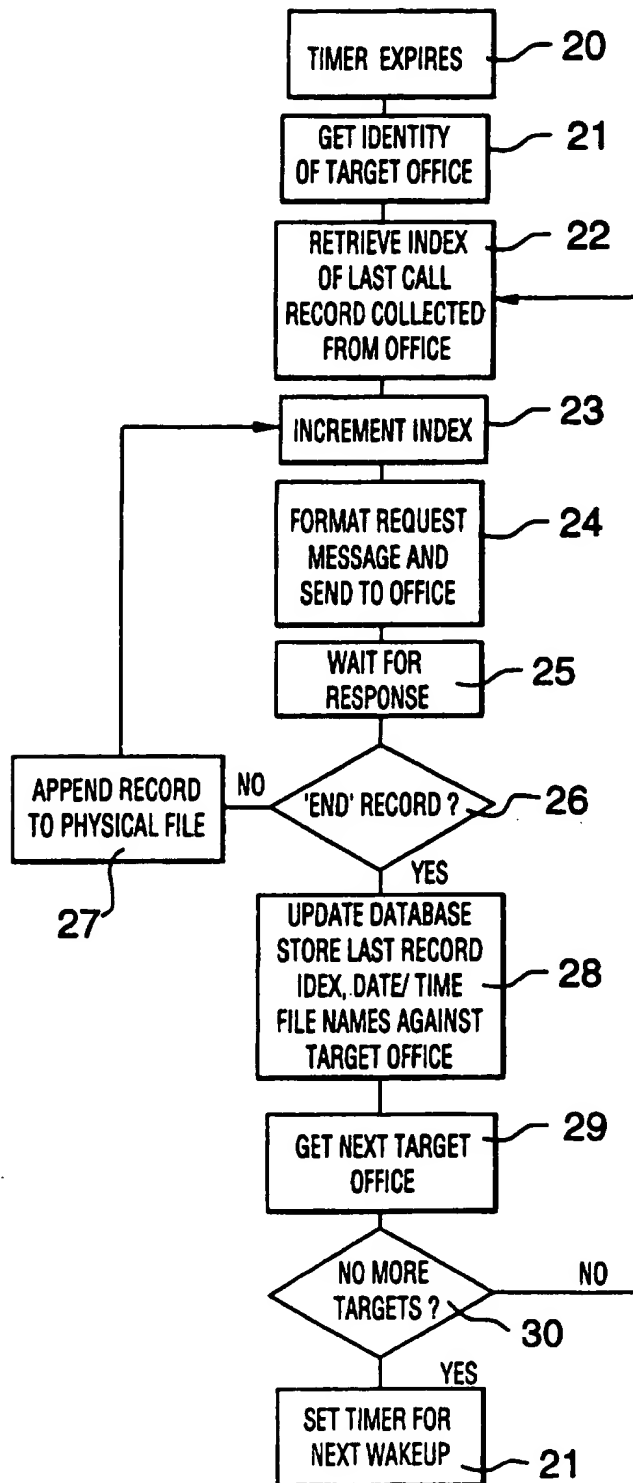 TIMER EXPIRES
20
GET IDENTITY
OF TARGET OFFICE
21
RETRIEVE INDEX
OF LAST CALL
RECORD COLLECTED
FROM OFFICE
22
INCREMENT INDEX
23
FORMAT REQUEST
MESSAGE AND
SEND TO OFFICE
24
WAIT FOR
RESPONSE
25
'END' RECORD ?
26
NO
APPEND RECORD
TO PHYSICAL FILE
27
YES
UPDATE DATABASE
STORE LAST RECORD
IDEX, DATE/ TIME
FILE NAMES AGAINST
TARGET OFFICE
28
GET NEXT TARGET
OFFICE
29
NO MORE
TARGETS ?
30
NO
YES
SET TIMER FOR
NEXT WAKEUP
21